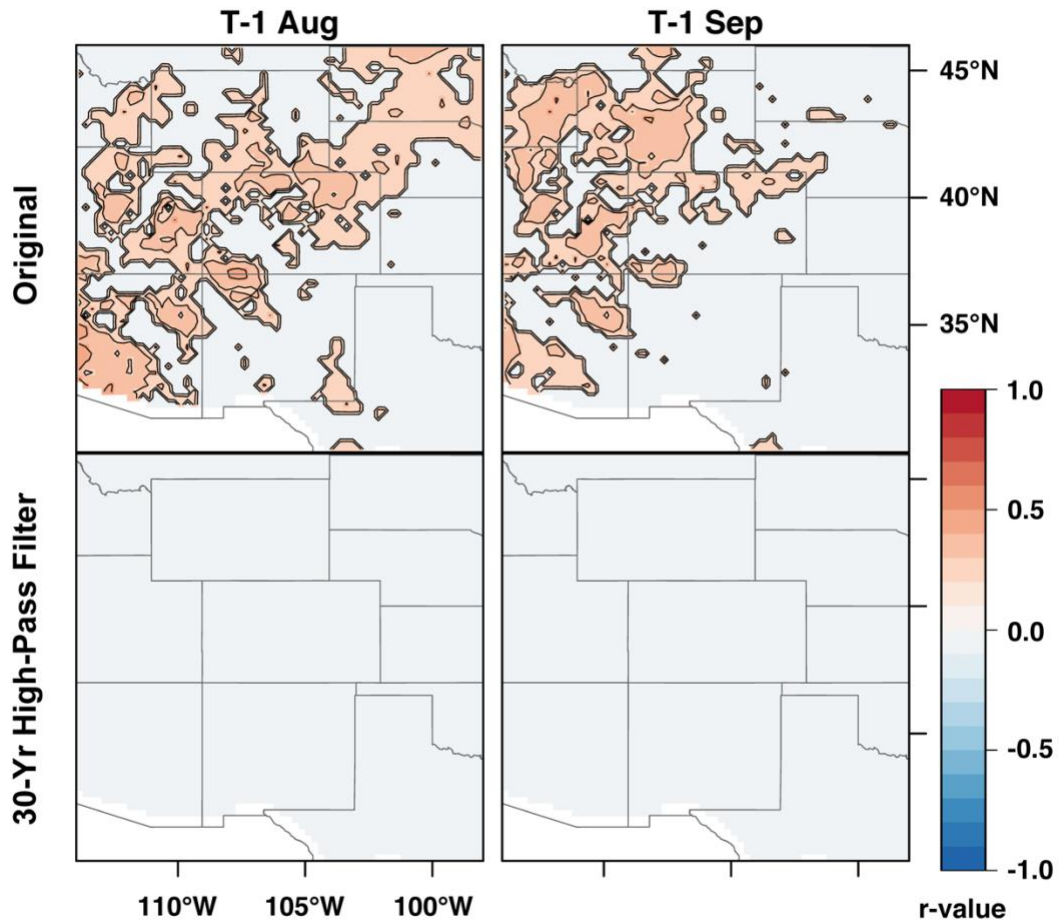 T-1 Aug
T-1 Sep
Original
45°N
40°N
35°N
30-Yr High-Pass Filter
1.0
0.5
0.0
-0.5
-1.0
110°W
105°W
100°W
r-value